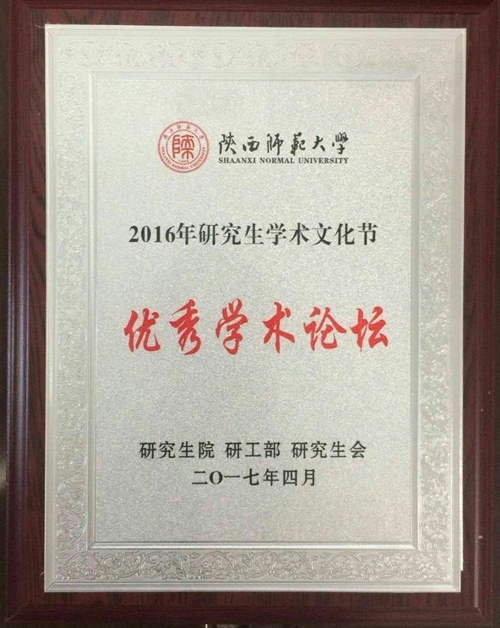 陕西师范大学
SHAANXI NORMAL UNIVERSITY
2016年研究生学术文化节
优秀学术论坛
研究生院 研工部 研究生会
二〇一七年四月